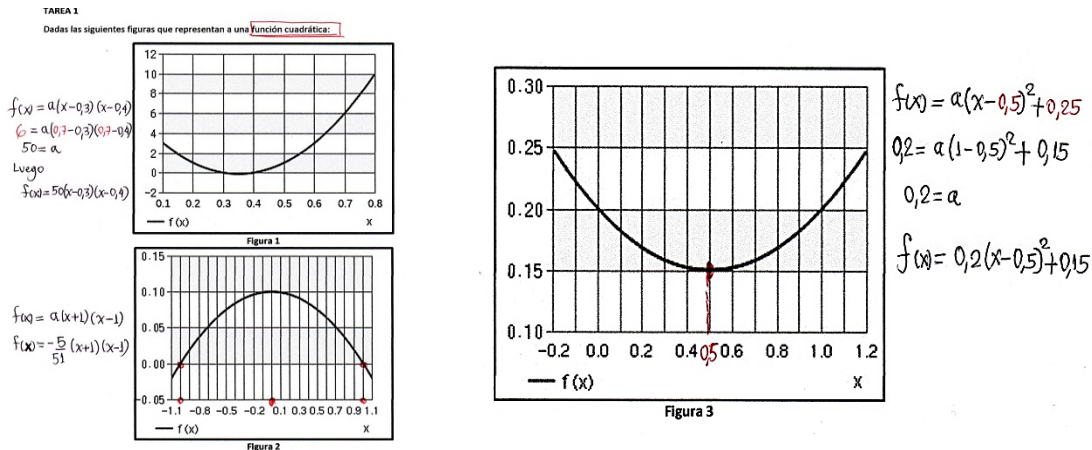 TAREA 1
Dadas las siguientes figuras que representan a una función cuadrática:
f(x) = a(x-0,3)(x-0,4)
6 = a(0,7-0,3)(0,7-0,4)
50 = a
Luego
f(x) = 50(x-0,3)(x-0,4)
12
10
8
6
4
2
0
-2
0.1 0.2 0.3 0.4 0.5 0.6 0.7 0.8
f (x) x
Figura 1
f(x) = a(x+1)(x-1)
f(x) = -5/51 (x+1)(x-1)
0.15
0.10
0.05
0.00
-0.05
-1.1 -0.8 -0.5 -0.2 0.1 0.3 0.5 0.7 0.9 1.1
f (x) x
Figura 2
0.30
0.25
0.20
0.15
0.10
-0.2 0.0 0.2 0.4 0,5 0.6 0.8 1.0 1.2
f (x) x
Figura 3
f(x) = a(x-0,5)²+0,25
0,2 = a(1-0,5)²+0,15
0,2 = a
f(x) = 0,2(x-0,5)²+0,15